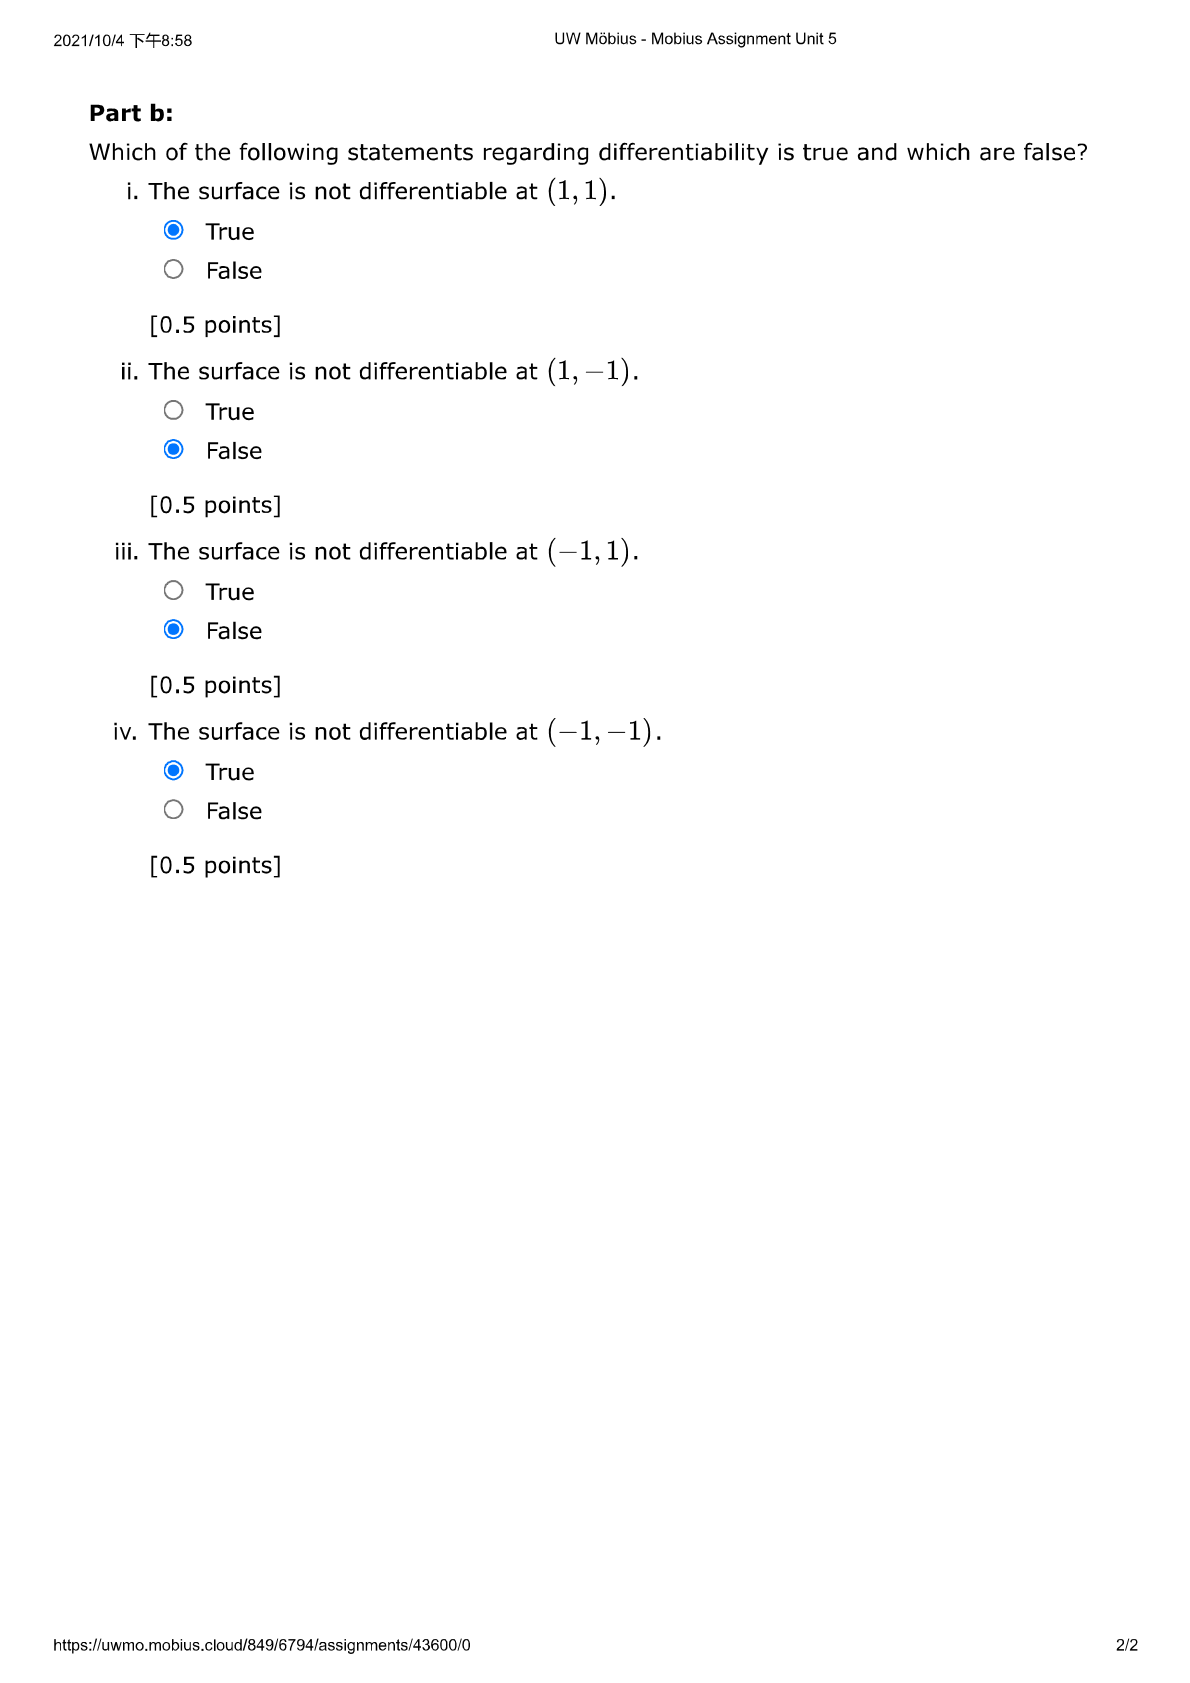 2021/10/4 下午8:58
UW Möbius - Mobius Assignment Unit 5
Part b:
Which of the following statements regarding differentiability is true and which are false?
i. The surface is not differentiable at (1, 1).
True
False
[0.5 points]
ii. The surface is not differentiable at (1, −1).
True
False
[0.5 points]
iii. The surface is not differentiable at (−1, 1).
True
False
[0.5 points]
iv. The surface is not differentiable at (−1, −1).
True
False
[0.5 points]
https://uwmo.mobius.cloud/849/6794/assignments/43600/0
2/2